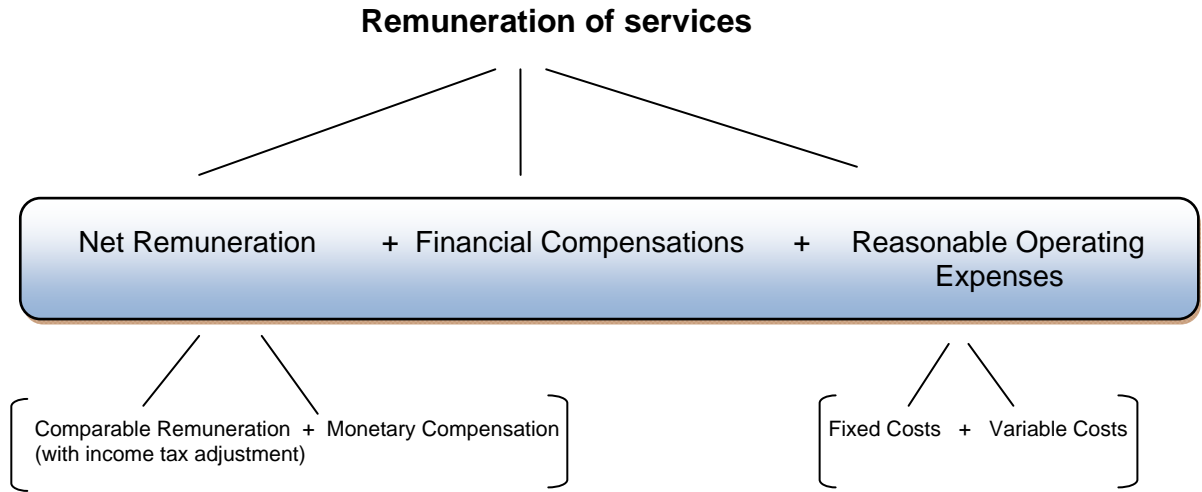 Remuneration of services
Net Remuneration + Financial Compensations + Reasonable Operating
Expenses
Comparable Remuneration + Monetary Compensation
(with income tax adjustment)
Fixed Costs + Variable Costs